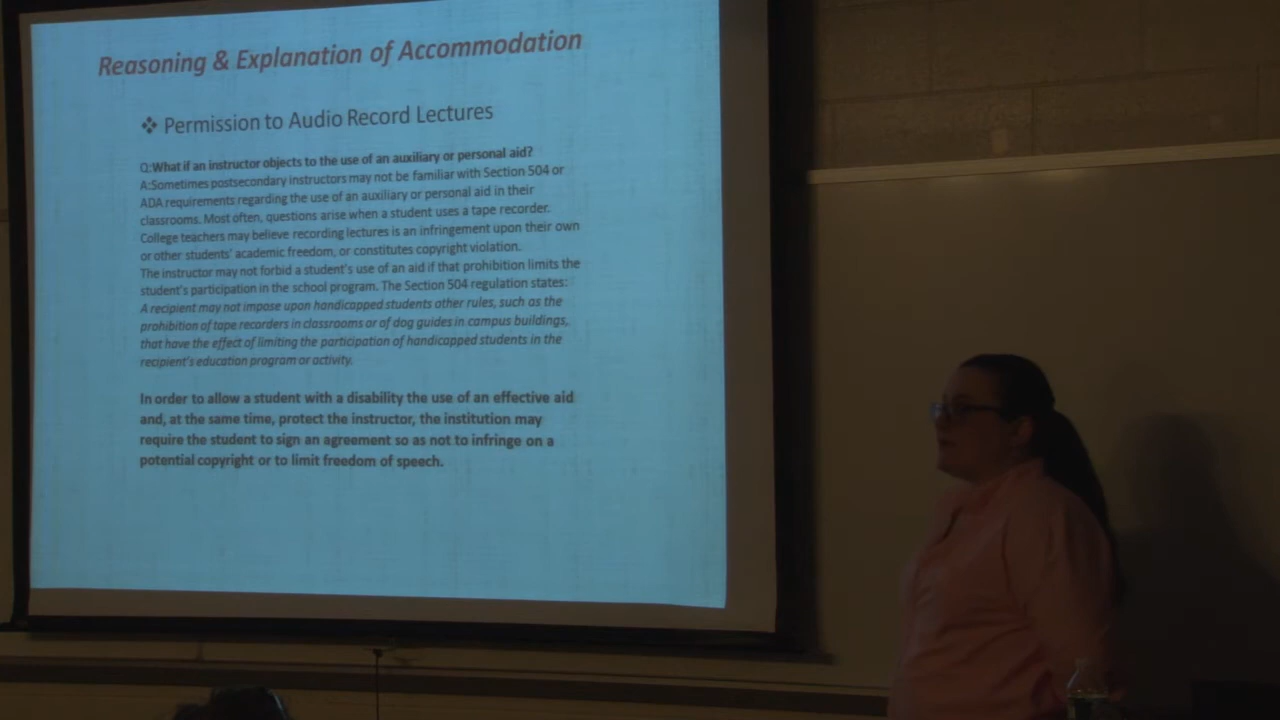 Reasoning & Explanation of Accommodation
❖ Permission to Audio Record Lectures
Q:What if an instructor objects to the use of an auxiliary or personal aid?
A:Sometimes postsecondary instructors may not be familiar with Section 504 or
ADA requirements regarding the use of an auxiliary or personal aid in their
classrooms. Most often, questions arise when a student uses a tape recorder.
College teachers may believe recording lectures is an infringement upon their own
or other students' academic freedom, or constitutes copyright violation.
The instructor may not forbid a student's use of an aid if that prohibition limits the
student's participation in the school program. The Section 504 regulation states:
A recipient may not impose upon handicapped students other rules, such as the
prohibition of tape recorders in classrooms or of dog guides in campus buildings,
that have the effect of limiting the participation of handicapped students in the
recipient's education program or activity.
In order to allow a student with a disability the use of an effective aid
and, at the same time, protect the instructor, the institution may
require the student to sign an agreement so as not to infringe on a
potential copyright or to limit freedom of speech.